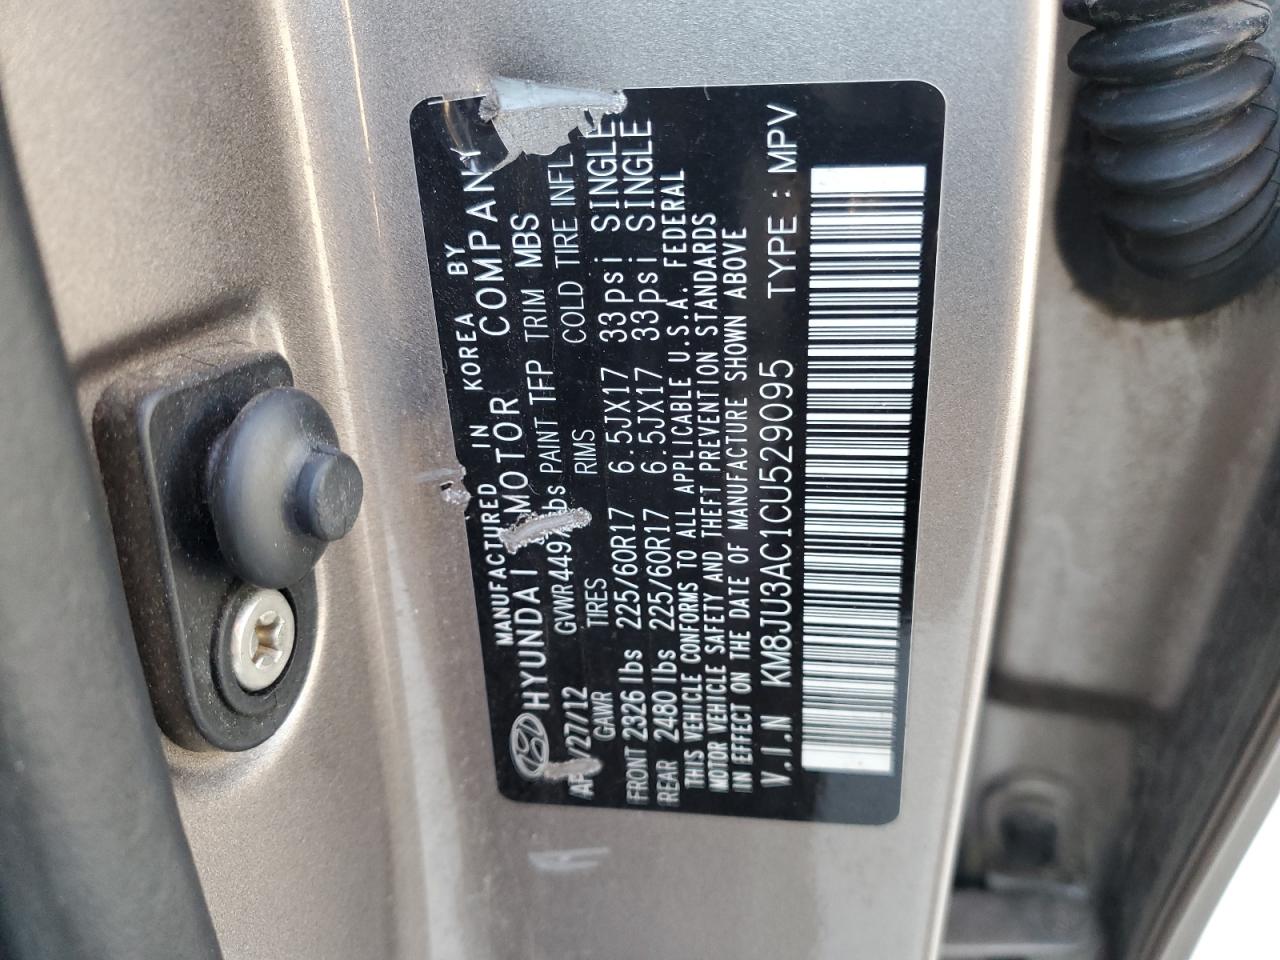 MANUFACTURED IN KOREA BY
HYUNDAI MOTOR COMPANY
PAINT TFP TRIM MBS
/27/12
GAWR TIRES RIMS COLD TIRE INFL
FRONT 2326 lbs 225/60R17 6.5JX17 33psi SINGLE
REAR 2480 lbs 225/60R17 6.5JX17 33psi SINGLE
THIS VEHICLE CONFORMS TO ALL APPLICABLE U.S.A. FEDERAL
MOTOR VEHICLE SAFETY AND THEFT PREVENTION STANDARDS
IN EFFECT ON THE DATE OF MANUFACTURE SHOWN ABOVE
V.I.N KM8JU3AC1CU529095 TYPE : MPV